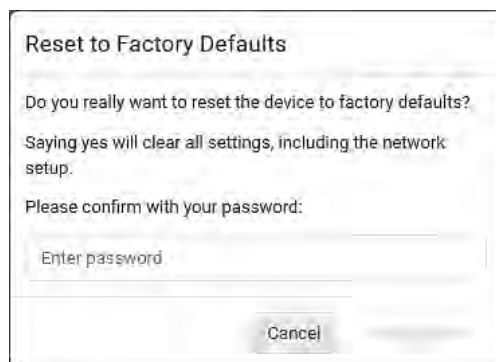 Reset to Factory Defaults
Do you really want to reset the device to factory defaults?
Saying yes will clear all settings, including the network
setup.
Please confirm with your password:
Enter password
Cancel